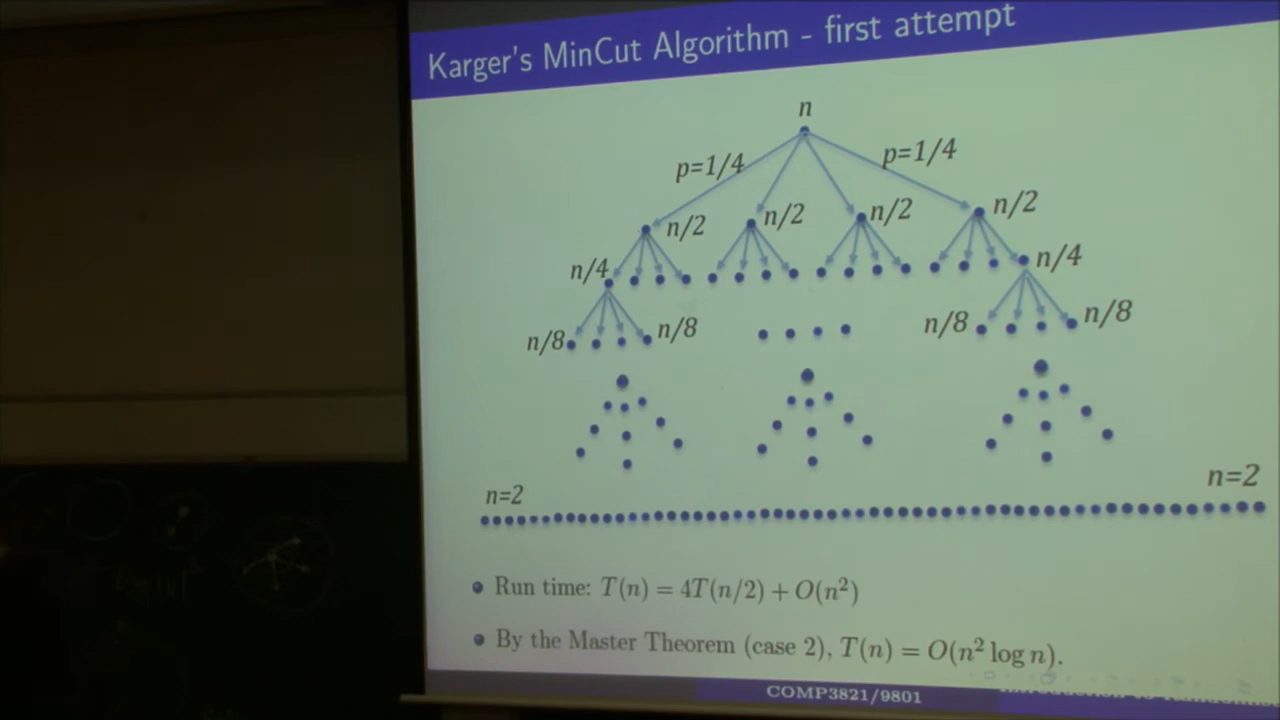 Karger's MinCut Algorithm - first attempt
n
p=1/4 p=1/4
n/2 n/2 n/2 n/2
n/4 n/4
n/8 n/8 n/8 n/8
n=2 n=2
Run time: T(n) = 4T(n/2) + O(n²)
By the Master Theorem (case 2), T(n) = O(n² log n).
COMP3821/9801